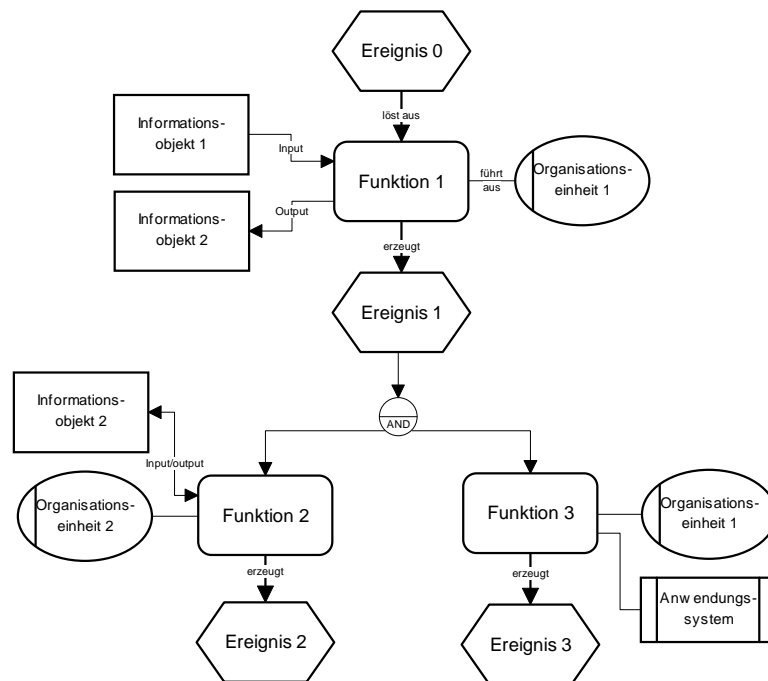 Ereignis 0
löst aus
Informations-
objekt 1
Input
Funktion 1
führt
aus
Organisations-
einheit 1
Informations-
objekt 2
Output
erzeugt
Ereignis 1
AND
Informations-
objekt 2
Input/output
Organisations-
einheit 2
Funktion 2
Funktion 3
Organisations-
einheit 1
erzeugt
erzeugt
Anwendungs-
system
Ereignis 2
Ereignis 3